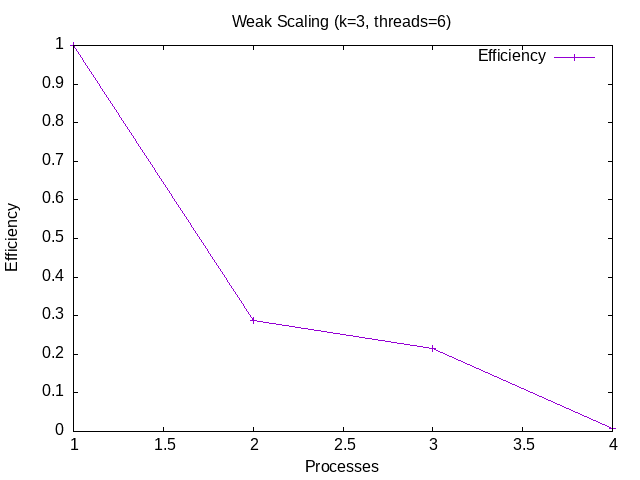 Weak Scaling (k=3, threads=6)
Efficiency
1
0.9
0.8
0.7
0.6
0.5
0.4
0.3
0.2
0.1
0
Efficiency
1 1.5 2 2.5 3 3.5 4
Processes